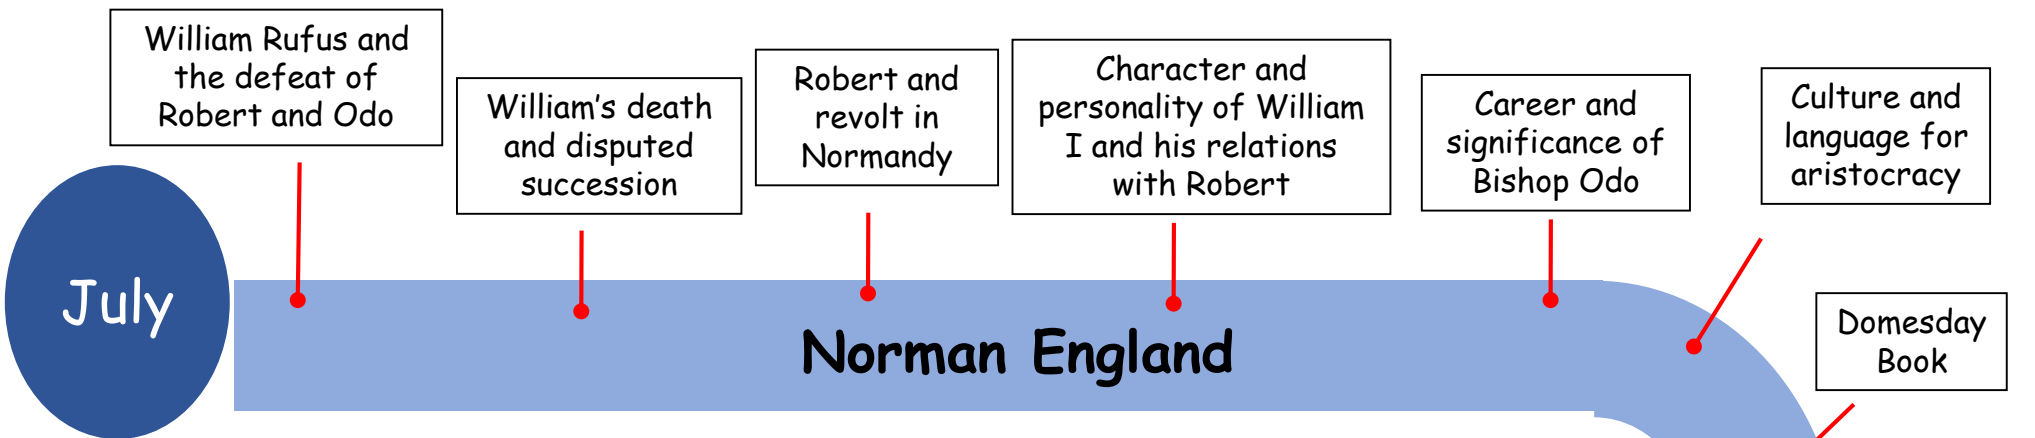 William Rufus and
the defeat of
Robert and Odo
William's death
and disputed
succession
Robert and
revolt in
Normandy
Character and
personality of William
I and his relations
with Robert
Career and
significance of
Bishop Odo
Culture and
language for
aristocracy
July
Norman England
Domesday
Book